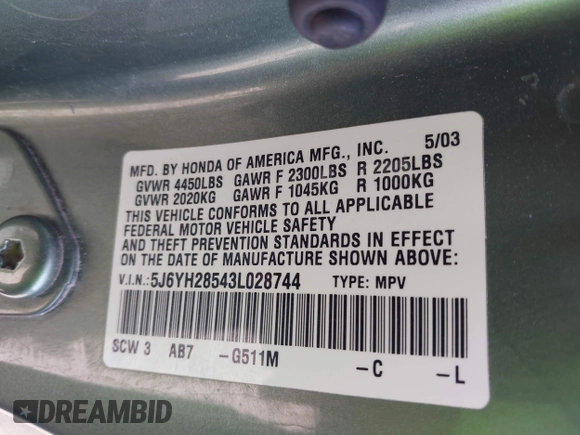 MFD. BY HONDA OF AMERICA MFG., INC. 5/03
GVWR 4450LBS GAWR F 2300LBS R 2205LBS
GVWR 2020KG GAWR F 1045KG R 1000KG
THIS VEHICLE CONFORMS TO ALL APPLICABLE
FEDERAL MOTOR VEHICLE SAFETY
AND THEFT PREVENTION STANDARDS IN EFFECT
ON THE DATE OF MANUFACTURE SHOWN ABOVE:
V.I.N.:5J6YH28543L028744 TYPE: MPV
SCW 3 AB7 -G511M -C -L
DREAMBID